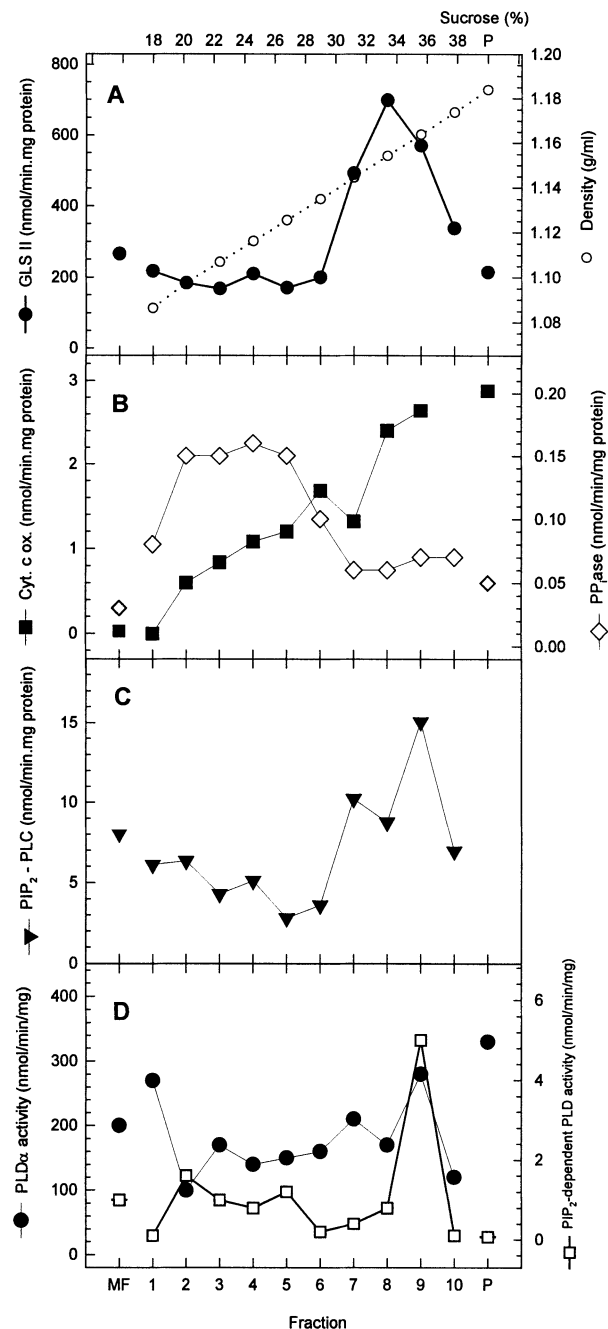 Sucrose (%)
18 20 22 24 26 29 31 33 34 36 38 P
A
800
600
400
200
0
GLS II (nmol/min.mg protein)
1.20
1.18
1.16
1.14
1.12
1.10
1.08
Density (g/ml)
B
3
2
1
0
Cyt. c ox. (nmol/min.mg protein)
0.20
0.15
0.10
0.05
0.00
PPiase (nmol/min/mg protein)
C
15
10
5
0
PIP2 - PLC (nmol/min.mg protein)
D
400
300
200
100
0
PLDα activity (nmol/min/mg)
6
4
2
0
PIP2-dependent PLD activity (nmol/min/mg)
MF 1 2 3 4 5 6 7 8 9 10 P
Fraction